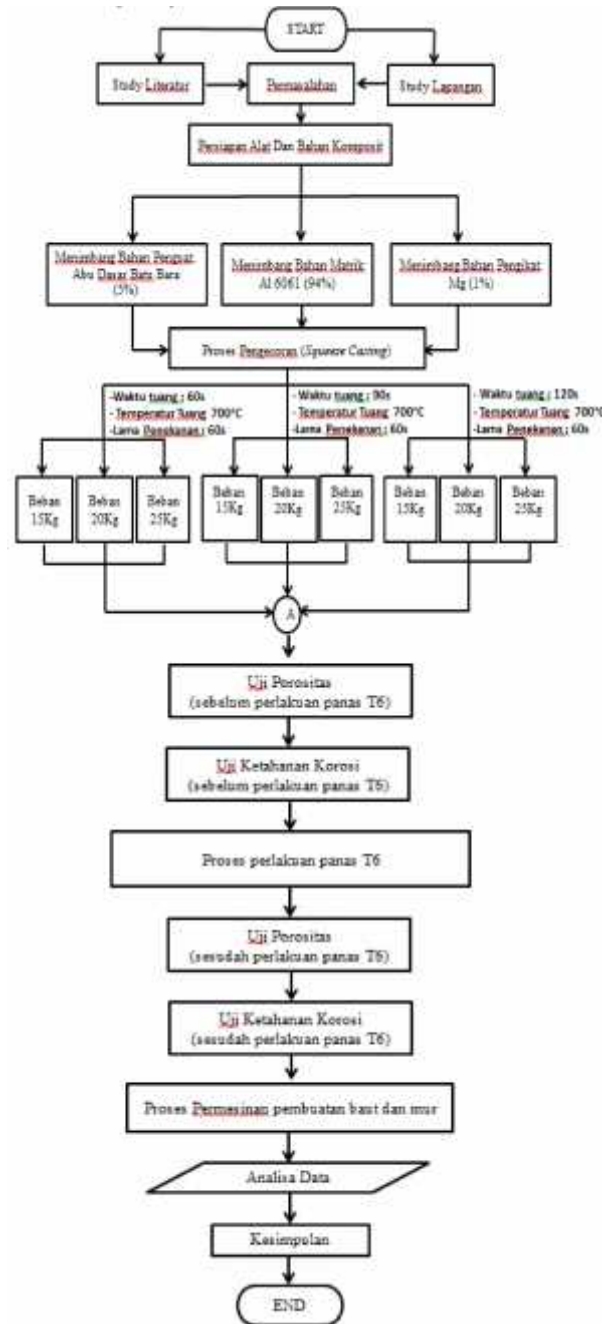 START
Study Literatur
Permasalahan
Study Lapangan
Persiapan Alat Dan Bahan Komposit
Menimbang Bahan Penguat
Abu Dasar Batu Bara
(5%)
Menimbang Bahan Matrik
Al 6061 (94%)
Menimbang Bahan Pengikat
Mg (1%)
Proses Pengecoran (Squeeze Casting)
-Waktu tuang : 60s
- Temperatur Tuang 700°C
-Lama Penekanan : 60s
- Waktu tuang : 90s
- Temperatur Tuang 700°C
-Lama Penekanan : 60s
- Waktu tuang : 120s
- Temperatur Tuang 700°C
-Lama Penekanan : 60s
Beban
15Kg
Beban
20Kg
Beban
25Kg
Beban
15Kg
Beban
20Kg
Beban
25Kg
Beban
15Kg
Beban
20Kg
Beban
25Kg
A
Uji Porositas
(sebelum perlakuan panas T6)
Uji Ketahanan Korosi
(sebelum perlakuan panas T6)
Proses perlakuan panas T6
Uji Porositas
(sesudah perlakuan panas T6)
Uji Ketahanan Korosi
(sesudah perlakuan panas T6)
Proses Permesinan pembuatan baut dan mur
Analisa Data
Kesimpulan
END